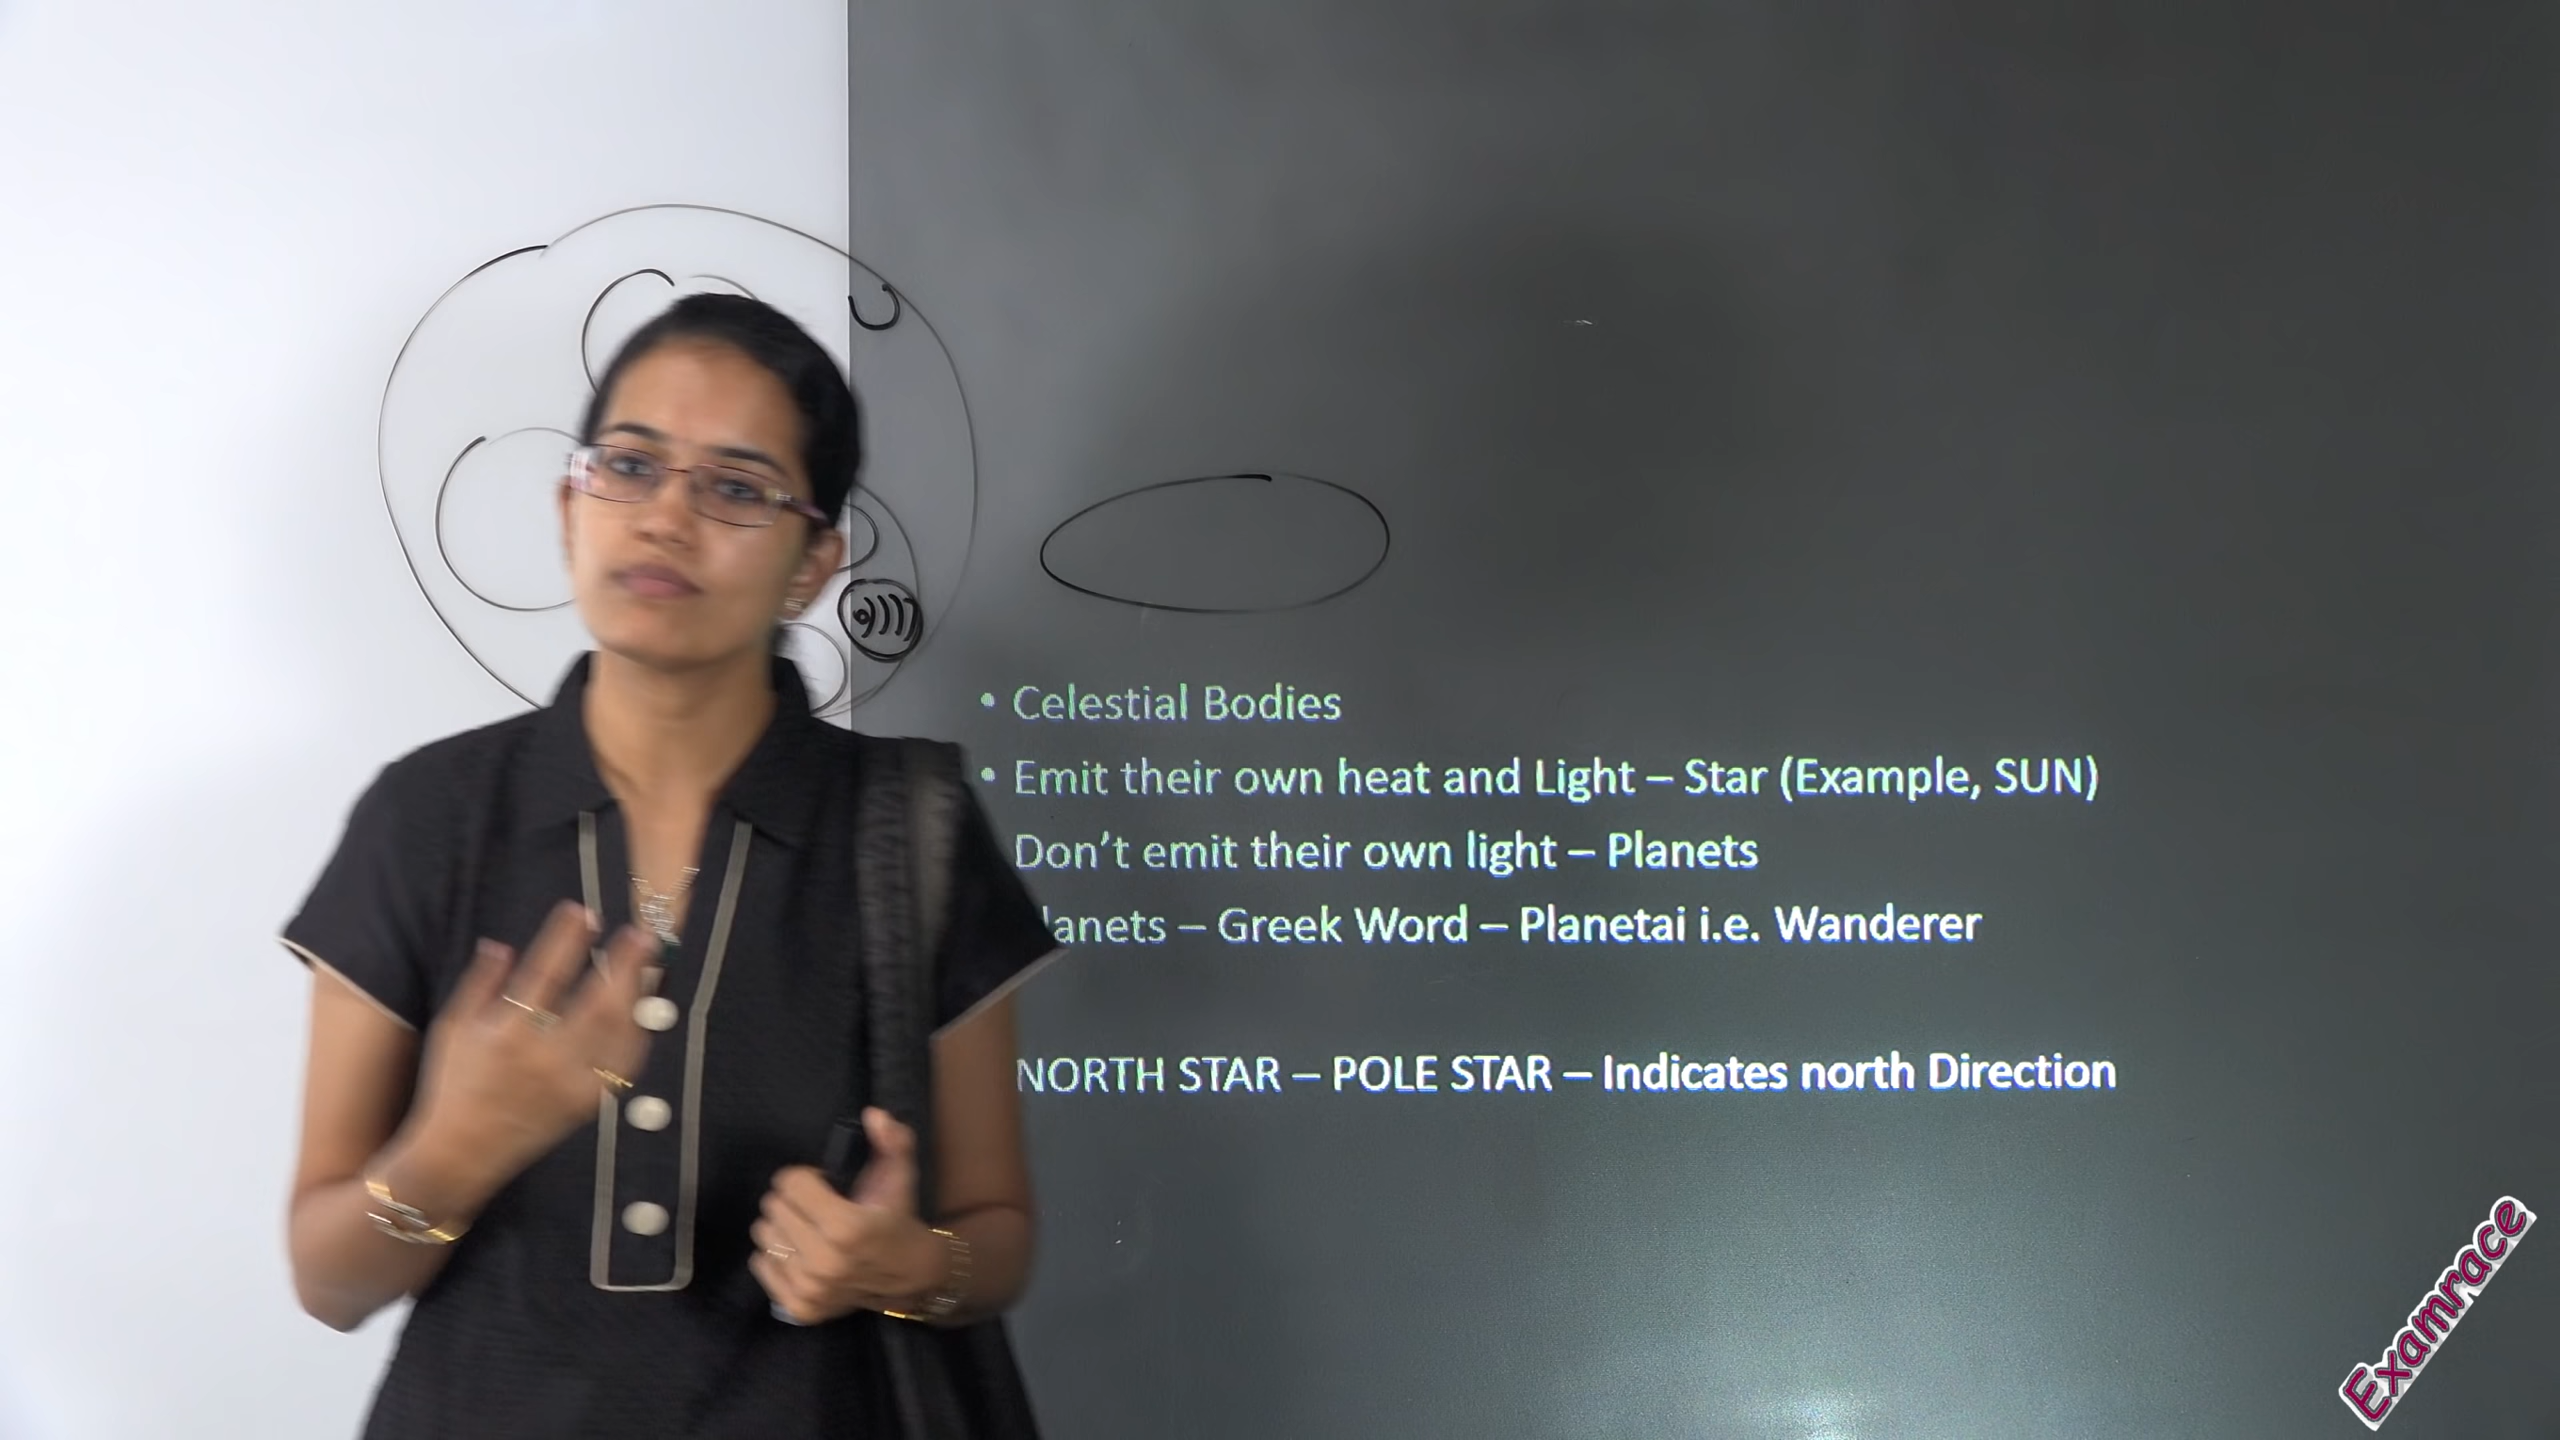 • Celestial Bodies
• Emit their own heat and Light – Star (Example, SUN)
Don't emit their own light – Planets
– Greek Word – Planetai i.e. Wanderer
NORTH STAR – POLE STAR – Indicates north Direction
Examrace